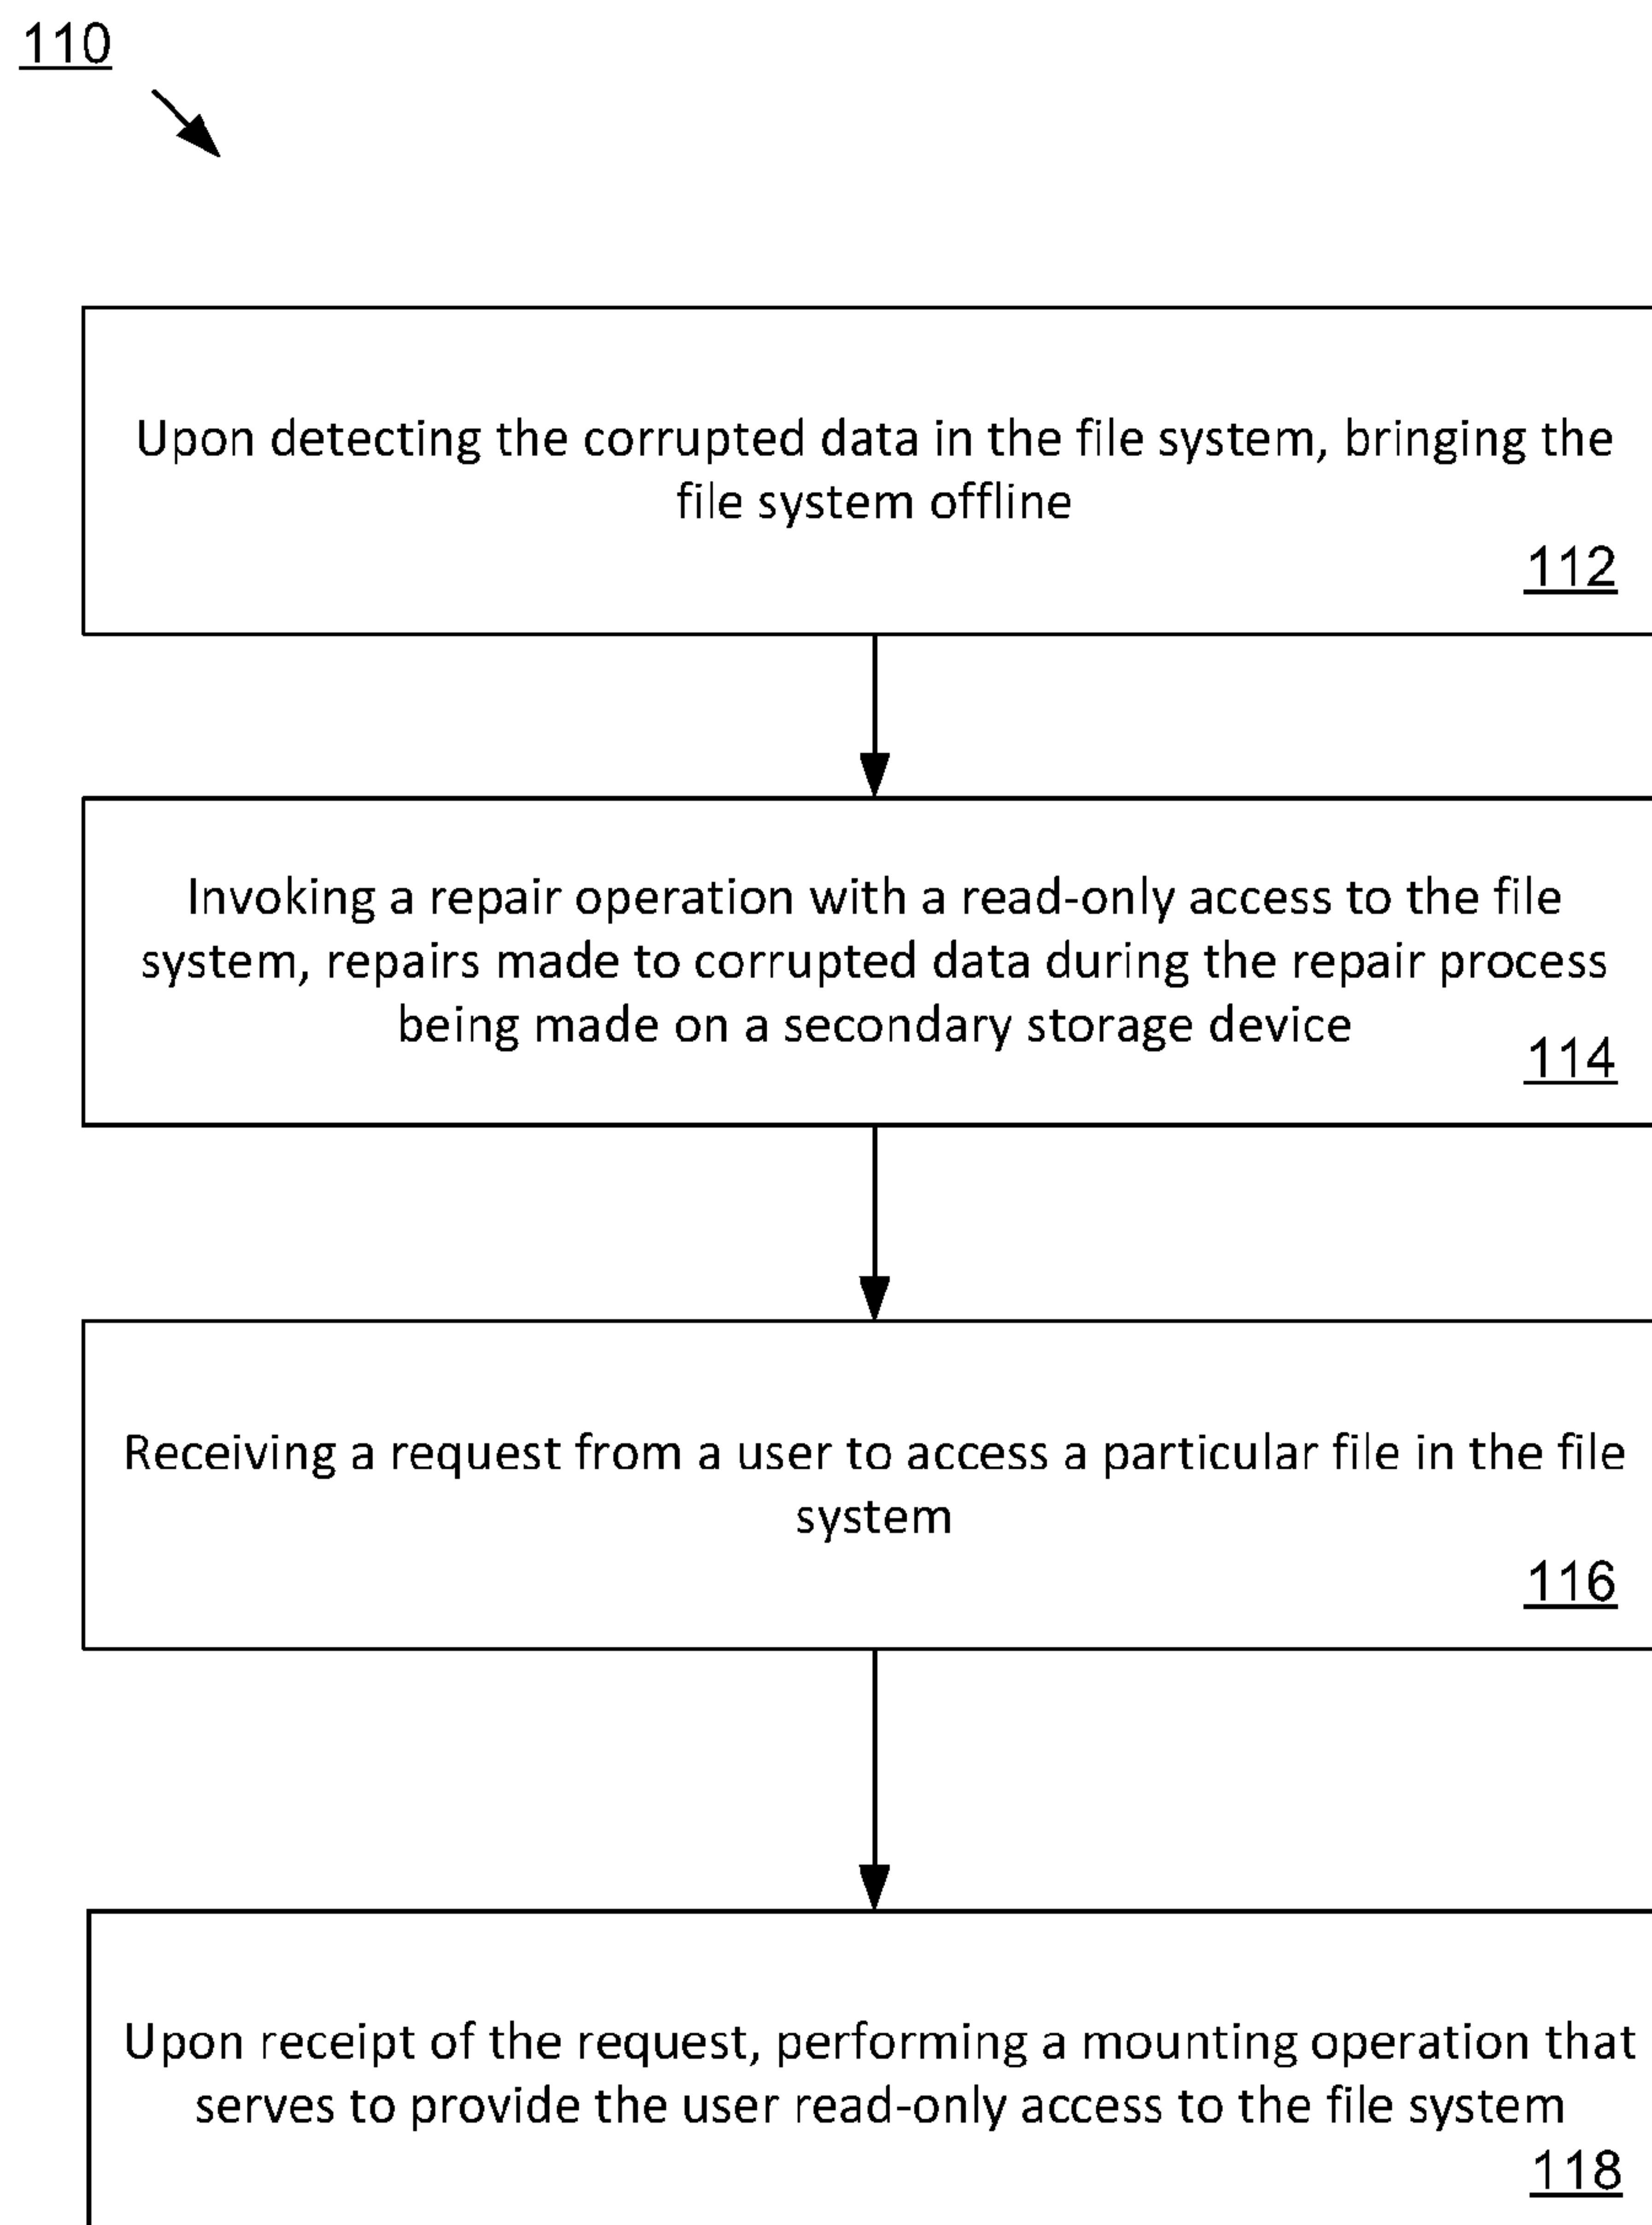 110
Upon detecting the corrupted data in the file system, bringing the
file system offline
112
Invoking a repair operation with a read-only access to the file
system, repairs made to corrupted data during the repair process
being made on a secondary storage device
114
Receiving a request from a user to access a particular file in the file
system
116
Upon receipt of the request, performing a mounting operation that
serves to provide the user read-only access to the file system
118